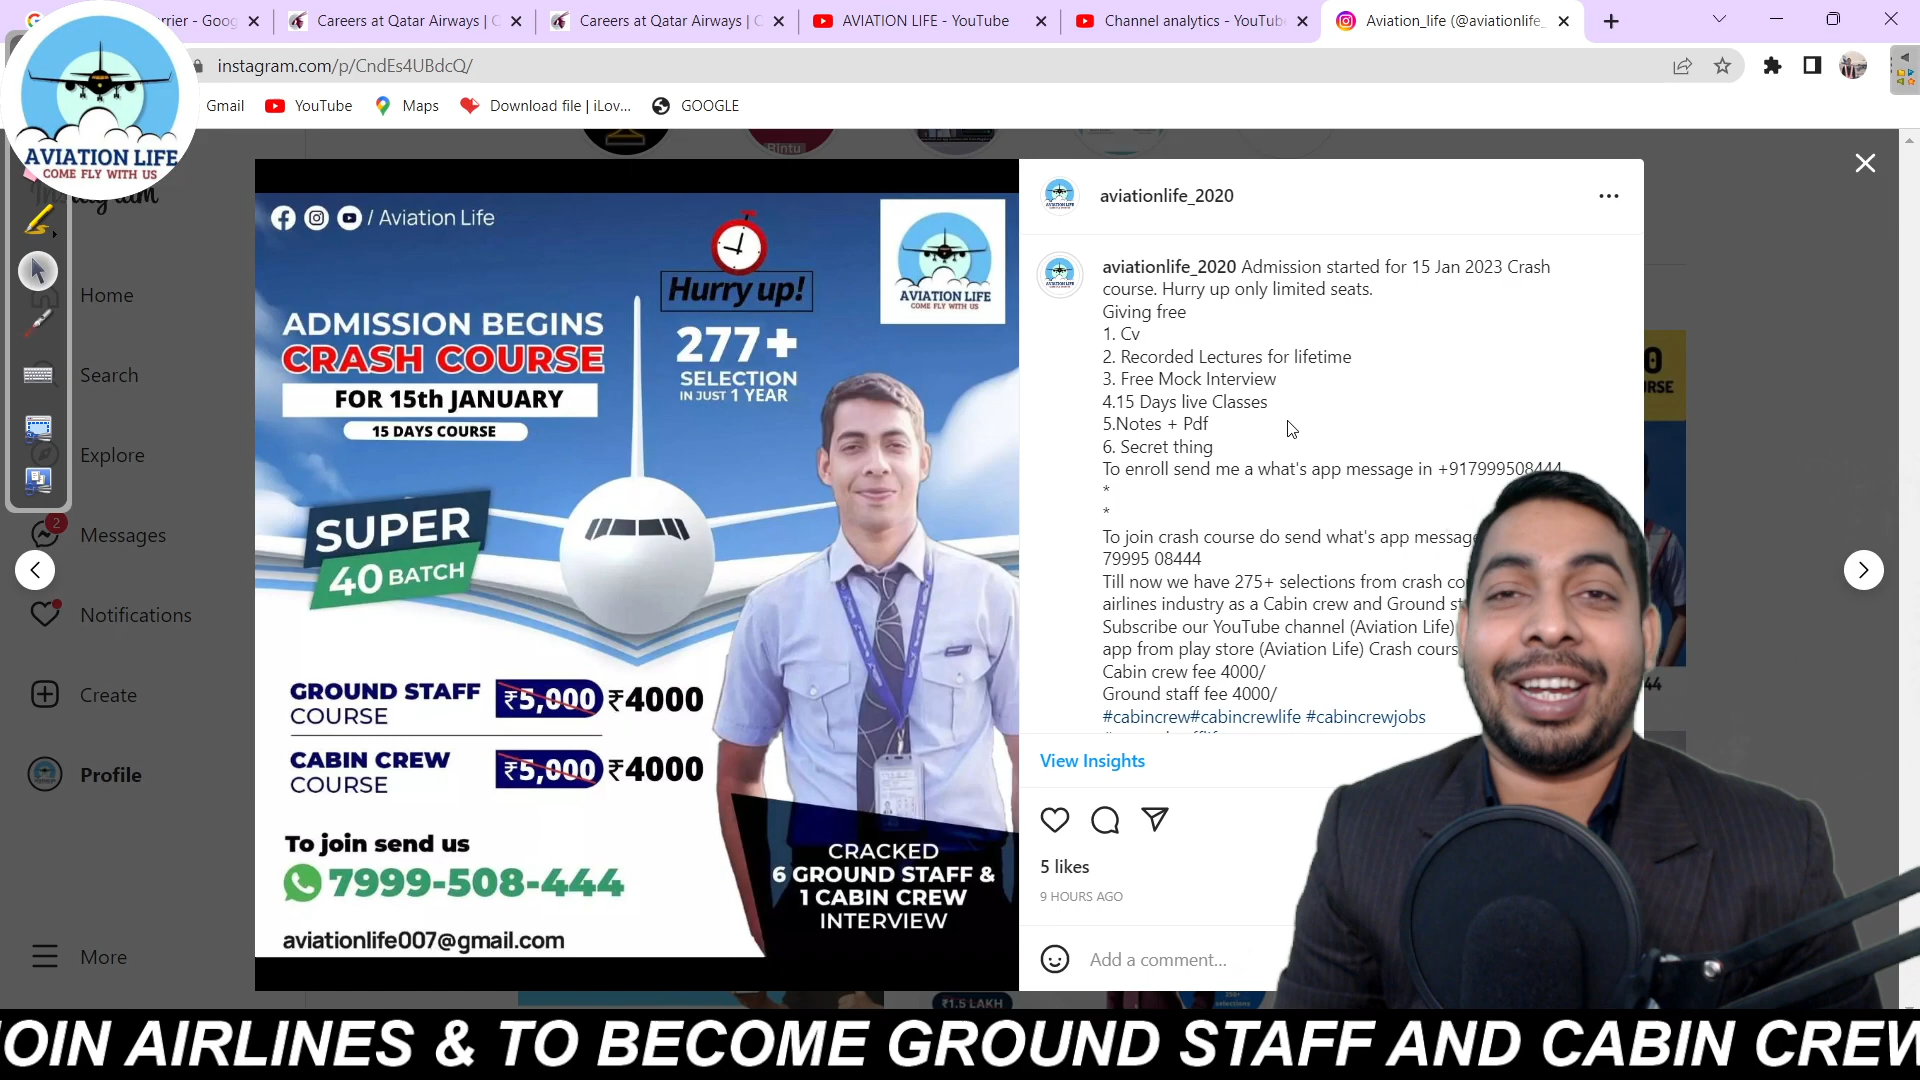 rrier - Goog
Careers at Qatar Airways | C
Careers at Qatar Airways | C
AVIATION LIFE - YouTube
Channel analytics - YouTub
Aviation_life (@aviationlife_
instagram.com/p/CndEs4UBdcQ/
Gmail
YouTube
Maps
Download file | iLov...
GOOGLE
AVIATION LIFE
COME FLY WITH US
Bintu
Home
Search
Explore
2
Messages
Notifications
Create
Profile
More
/ Aviation Life
Hurry up!
AVIATION LIFE
COME FLY WITH US
ADMISSION BEGINS
CRASH COURSE
FOR 15th JANUARY
15 DAYS COURSE
277+
SELECTION
IN JUST 1 YEAR
SUPER
40 BATCH
GROUND STAFF
COURSE
₹5,000 ₹4000
CABIN CREW
COURSE
₹5,000 ₹4000
To join send us
7999-508-444
aviationlife007@gmail.com
CRACKED
6 GROUND STAFF &
1 CABIN CREW
INTERVIEW
aviationlife_2020
aviationlife_2020 Admission started for 15 Jan 2023 Crash
course. Hurry up only limited seats.
Giving free
1. Cv
2. Recorded Lectures for lifetime
3. Free Mock Interview
4.15 Days live Classes
5.Notes + Pdf
6. Secret thing
To enroll send me a what's app message in +917999508444
*
*
To join crash course do send what's app message
79995 08444
Till now we have 275+ selections from crash co
airlines industry as a Cabin crew and Ground st
Subscribe our YouTube channel (Aviation Life)
app from play store (Aviation Life) Crash cours
Cabin crew fee 4000/
Ground staff fee 4000/
#cabincrew#cabincrewlife #cabincrewjobs
View Insights
5 likes
9 HOURS AGO
Add a comment...
RSE
44
₹1.5 LAKH
OIN AIRLINES & TO BECOME GROUND STAFF AND CABIN CREW